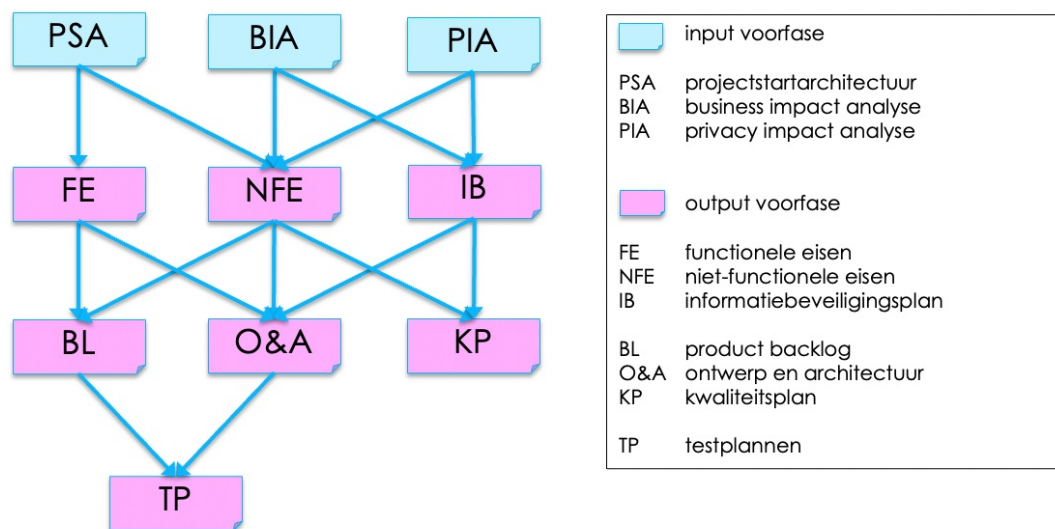 PSA
BIA
PIA
FE
NFE
IB
BL
O&A
KP
TP
input voorfase
PSA projectstartarchitectuur
BIA business impact analyse
PIA privacy impact analyse
output voorfase
FE functionele eisen
NFE niet-functionele eisen
IB informatiebeveiligingsplan
BL product backlog
O&A ontwerp en architectuur
KP kwaliteitsplan
TP testplannen